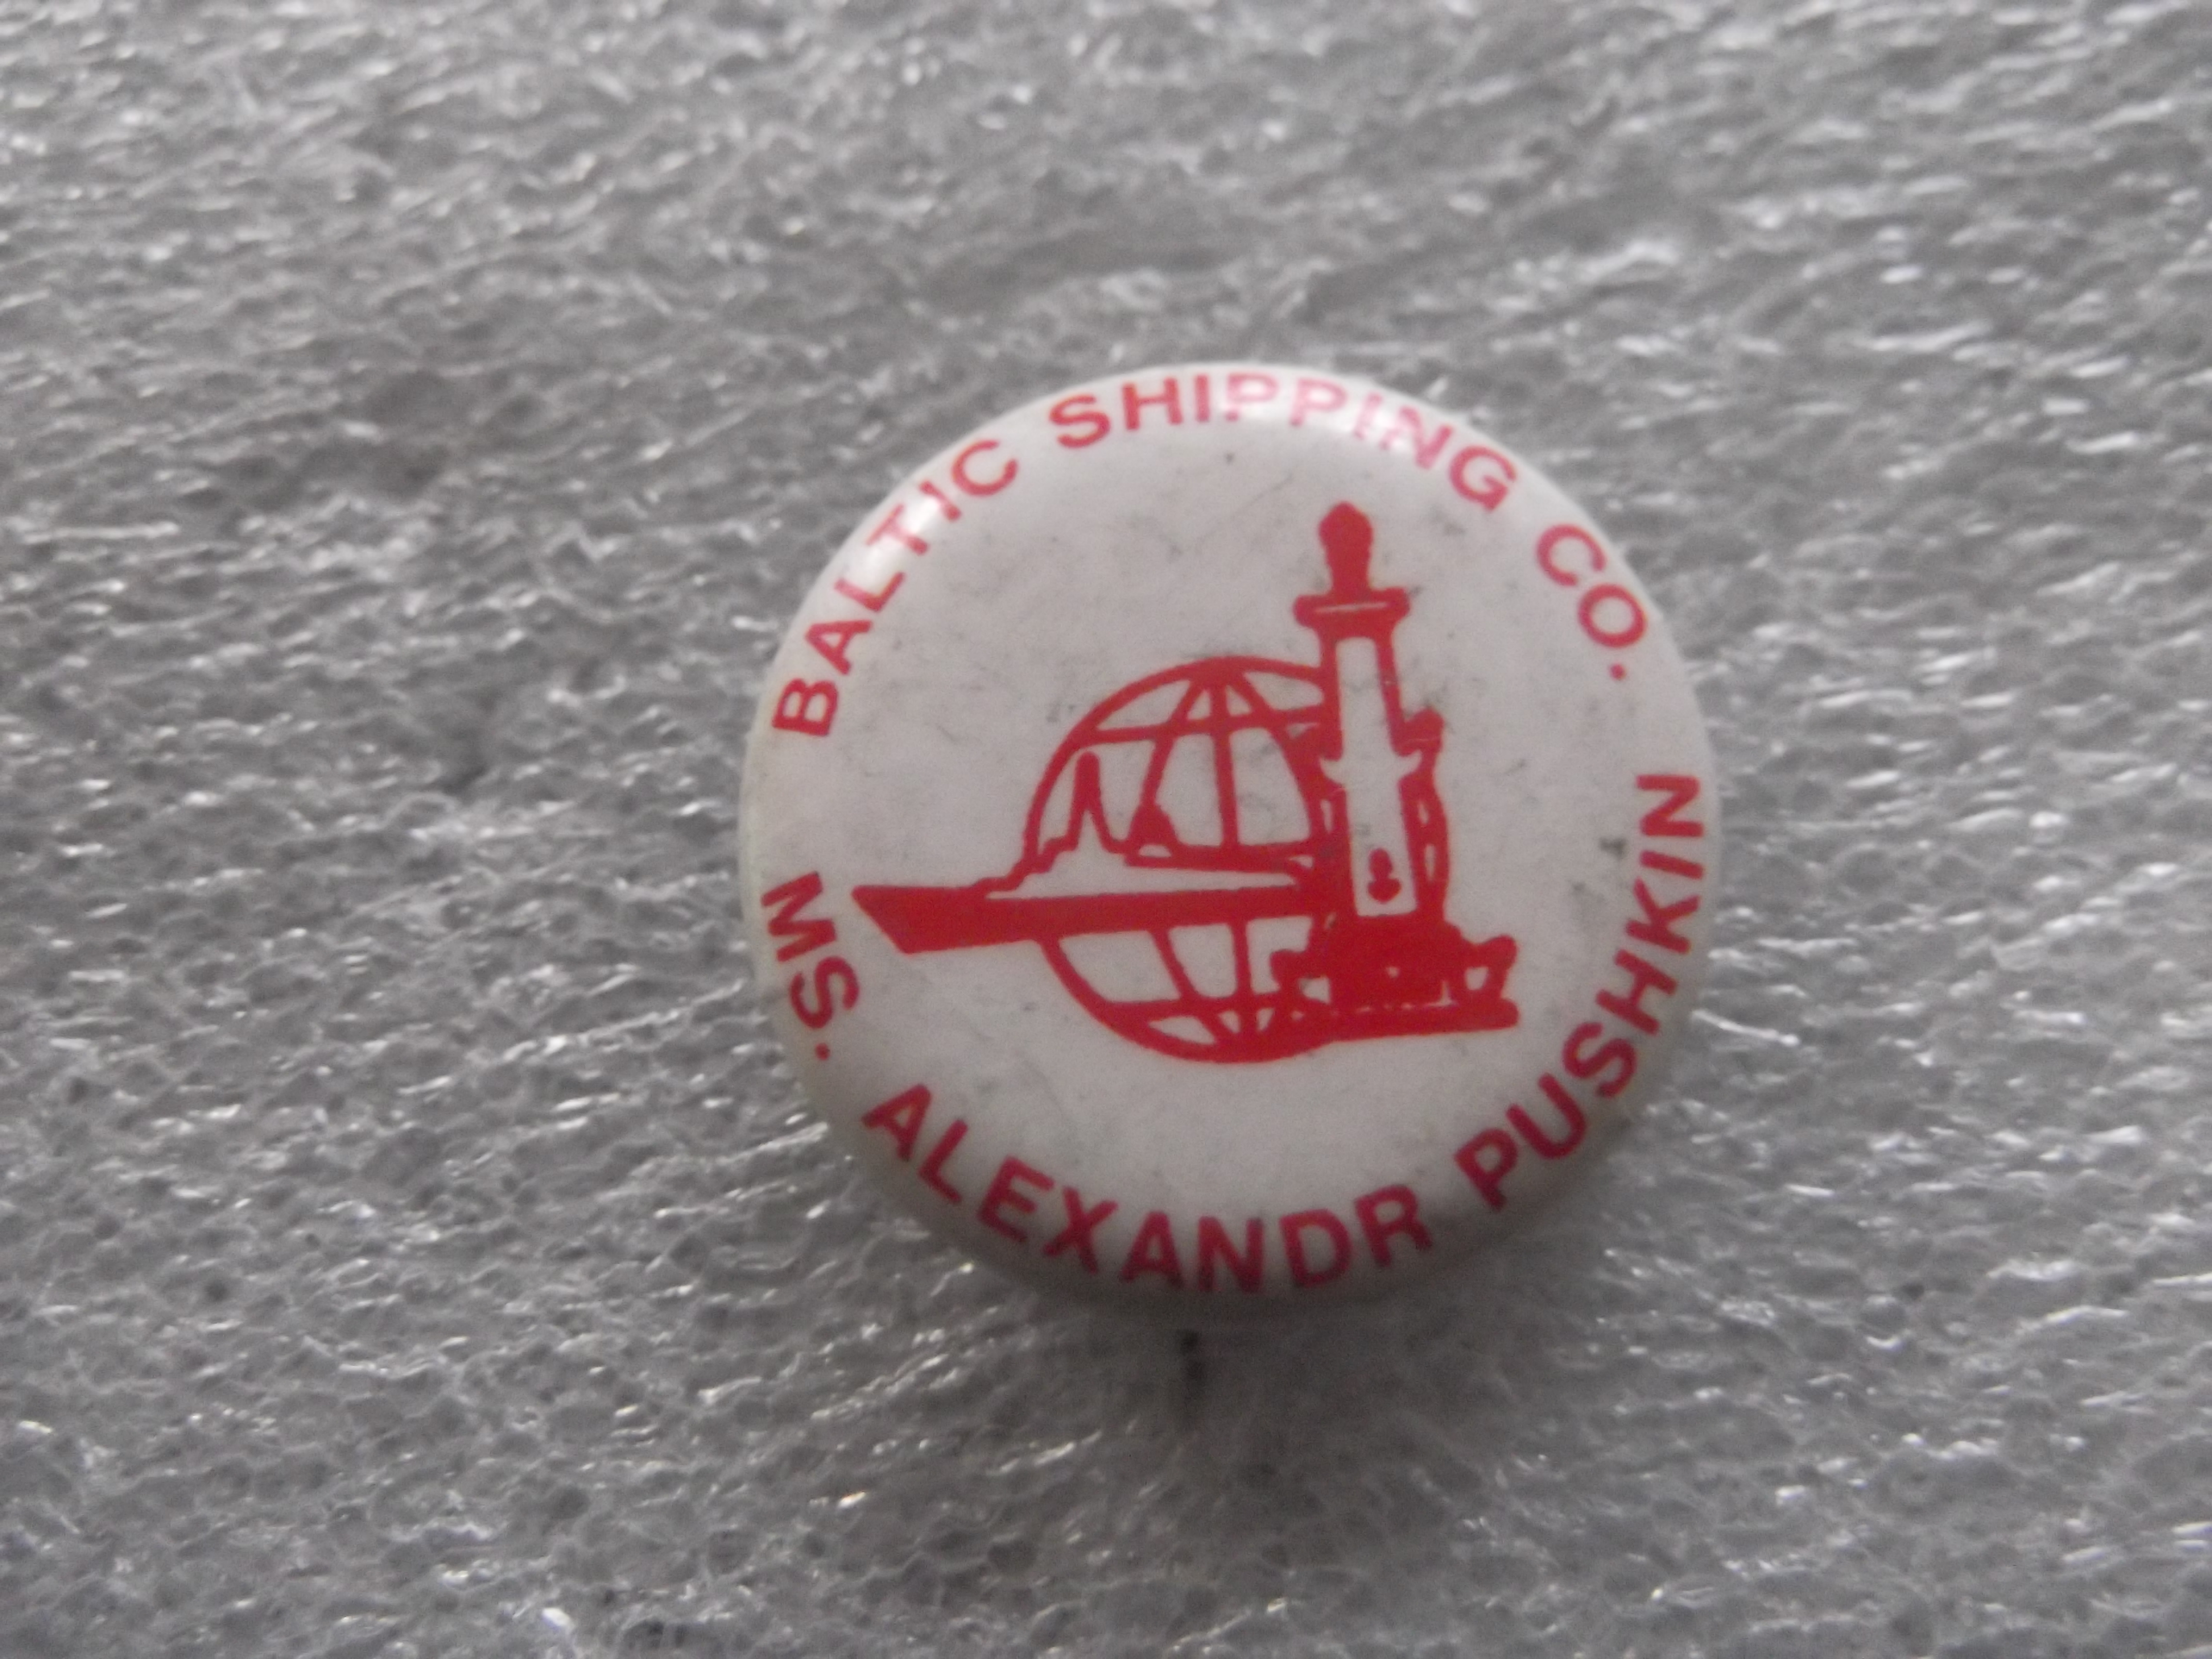 BALTIC SHIPPING CO.
MS. ALEXANDR PUSHKIN